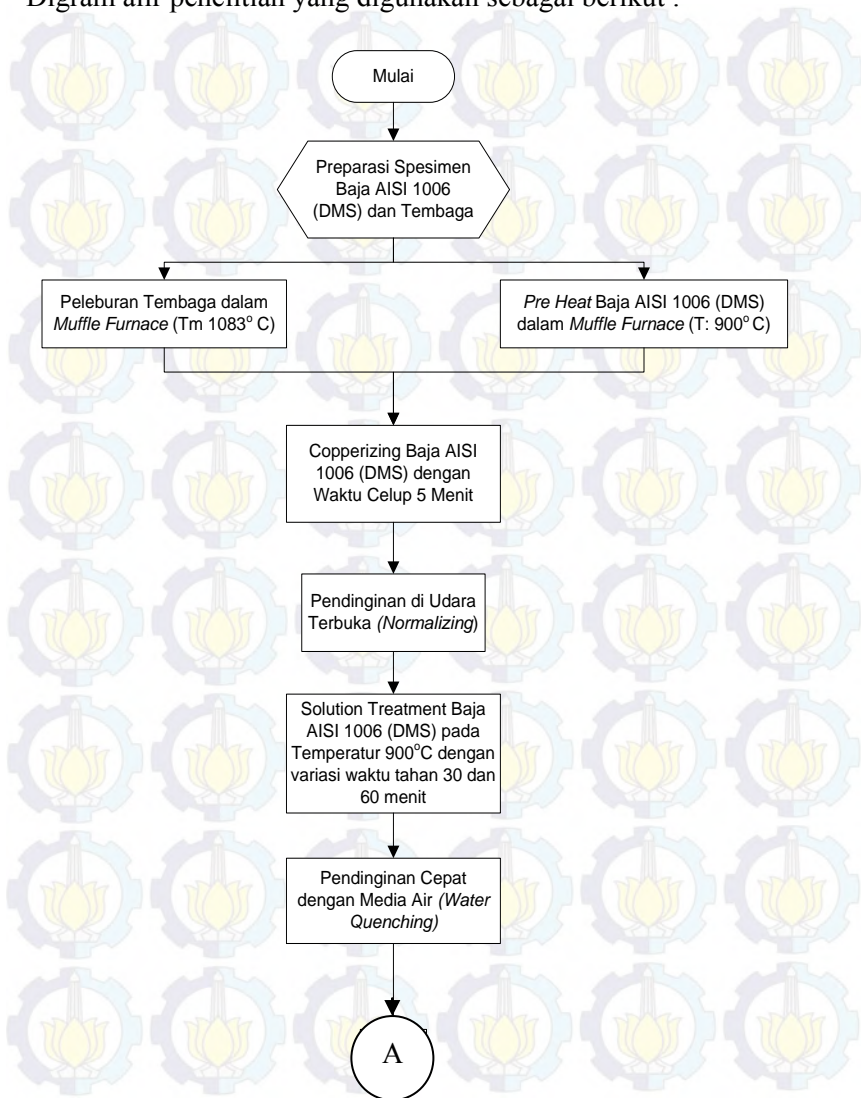 Digram alir penelitian yang digunakan sebagai berikut :
Mulai
Preparasi Spesimen
Baja AISI 1006
(DMS) dan Tembaga
Peleburan Tembaga dalam
Muffle Furnace (Tm 1083° C)
Pre Heat Baja AISI 1006 (DMS)
dalam Muffle Furnace (T: 900° C)
Copperizing Baja AISI
1006 (DMS) dengan
Waktu Celup 5 Menit
Pendinginan di Udara
Terbuka (Normalizing)
Solution Treatment Baja
AISI 1006 (DMS) pada
Temperatur 900°C dengan
variasi waktu tahan 30 dan
60 menit
Pendinginan Cepat
dengan Media Air (Water
Quenching)
A